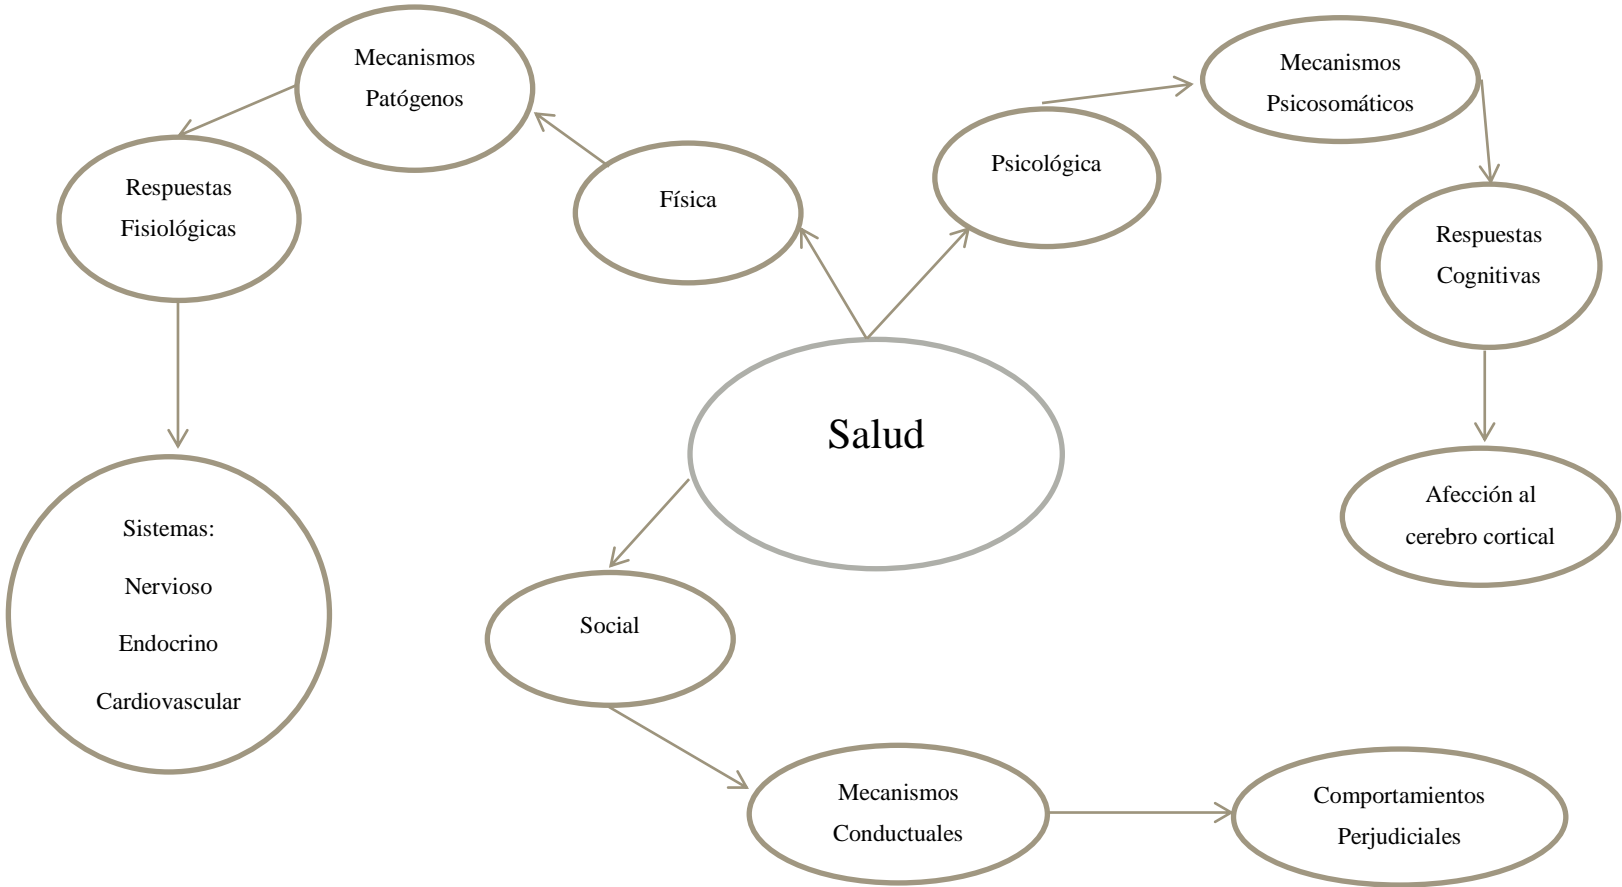 Mecanismos
Patógenos
Mecanismos
Psicosomáticos
Respuestas
Fisiológicas
Física
Psicológica
Respuestas
Cognitivas
Salud
Sistemas:
Nervioso
Endocrino
Cardiovascular
Afección al
cerebro cortical
Social
Mecanismos
Conductuales
Comportamientos
Perjudiciales